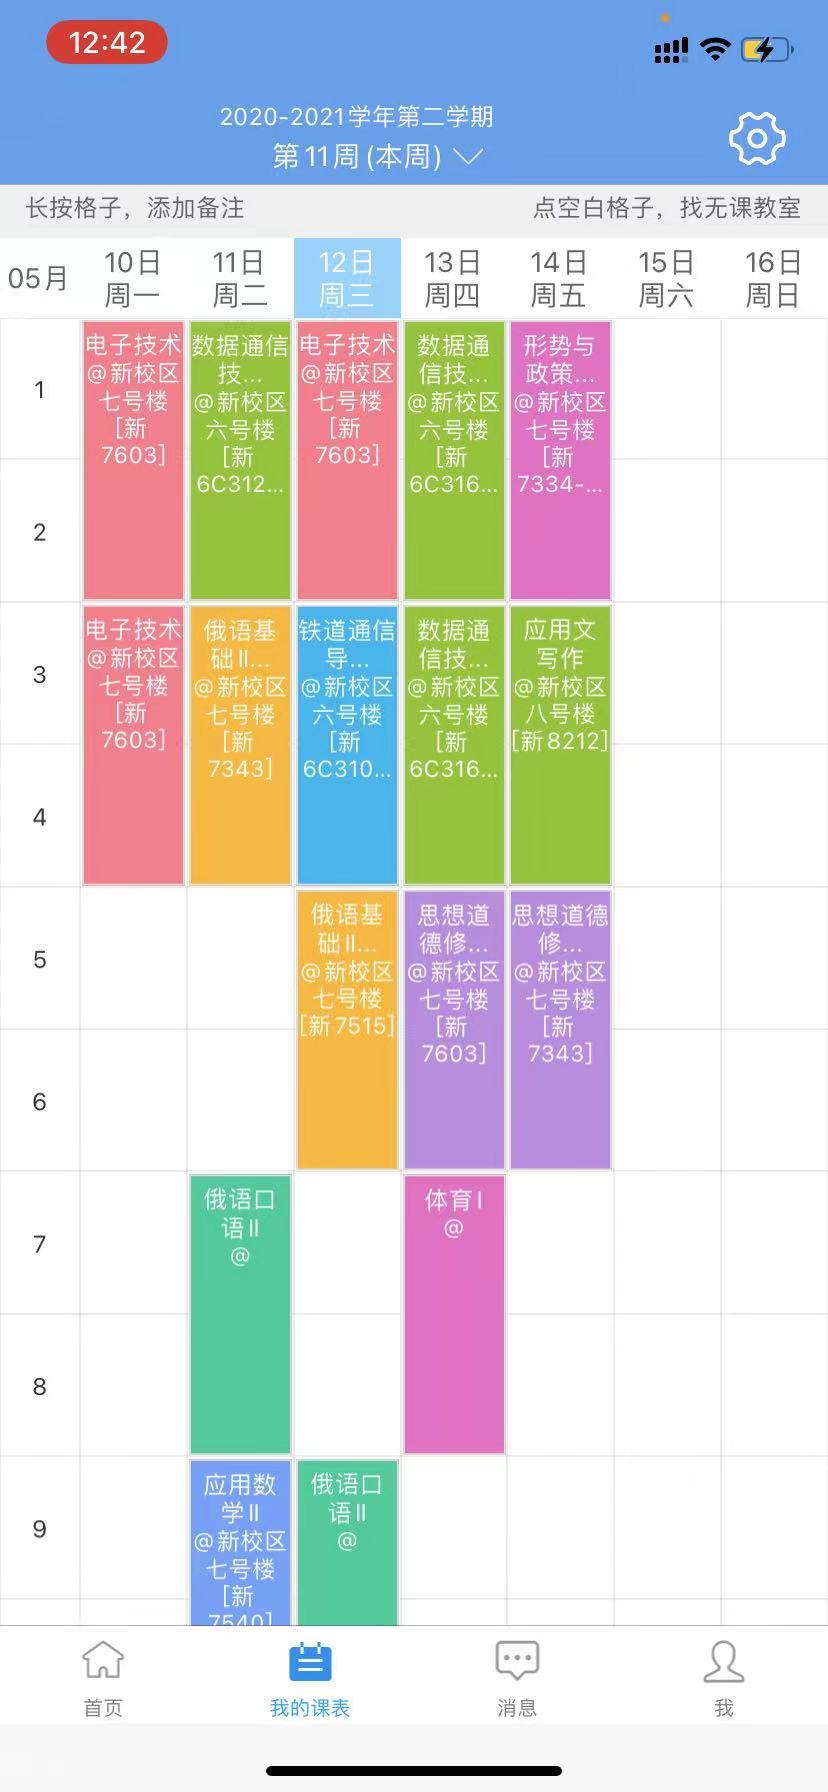 12:42
2020-2021学年第二学期
第11周(本周)
长按格子，添加备注
点空白格子，找无课教室
05月
10日
周一
11日
周二
12日
周三
13日
周四
14日
周五
15日
周六
16日
周日
1
2
电子技术
@新校区
七号楼
[新
7603]
数据通信
技...
@新校区
六号楼
[新
6C312...
电子技术
@新校区
七号楼
[新
7603]
数据通
信技...
@新校区
六号楼
[新
6C316...
形势与
政策...
@新校区
七号楼
[新
7334-...
3
4
电子技术
@新校区
七号楼
[新
7603]
俄语基
础II...
@新校区
七号楼
[新
7343]
铁道通信
导...
@新校区
六号楼
[新
6C310...
数据通
信技...
@新校区
六号楼
[新
6C316...
应用文
写作
@新校区
八号楼
[新8212]
5
6
俄语基
础II...
@新校区
七号楼
[新7515]
思想道
德修...
@新校区
七号楼
[新
7603]
思想道德
修...
@新校区
七号楼
[新
7343]
7
8
俄语口
语II
@
体育I
@
9
应用数
学II
@新校区
七号楼
[新
7540]
俄语口
语II
@
首页
我的课表
消息
我